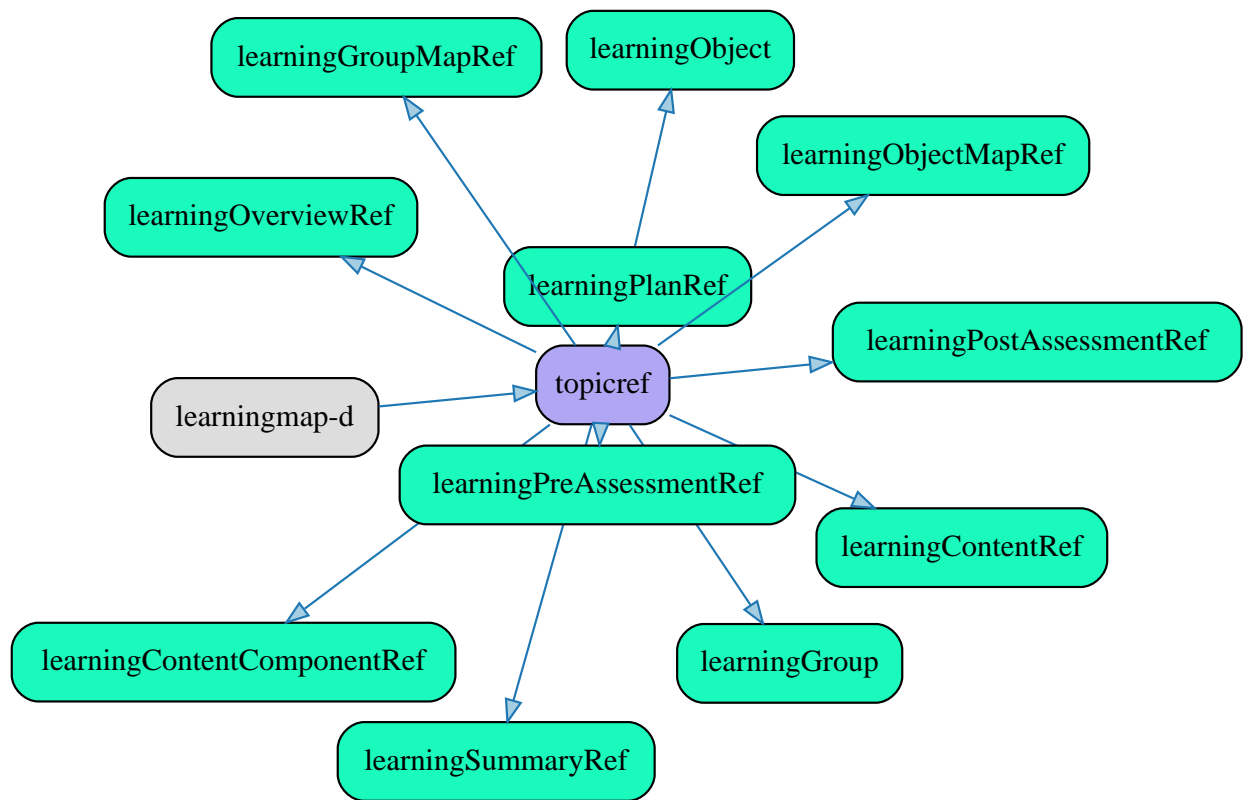 learningObject
learningGroupMapRef
learningObjectMapRef
learningOverviewRef
learningPlanRef
learningPostAssessmentRef
topicref
learningmap-d
learningPreAssessmentRef
learningContentRef
learningContentComponentRef
learningGroup
learningSummaryRef